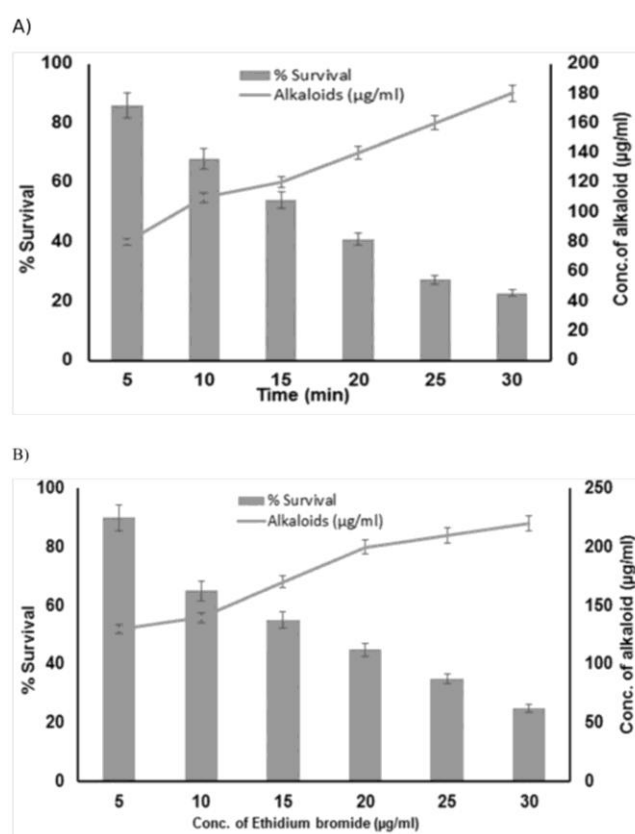 A)
100
80
60
40
20
0
% Survival
% Survival
Alkaloids (µg/ml)
200
180
160
140
120
100
80
60
40
20
0
Conc.of alkaloid (µg/ml)
5 10 15 20 25 30
Time (min)
B)
100
80
60
40
20
0
% Survival
% Survival
Alkaloids (µg/ml)
250
200
150
100
50
0
Conc. of alkaloid (µg/ml)
5 10 15 20 25 30
Conc. of Ethidium bromide (µg/ml)